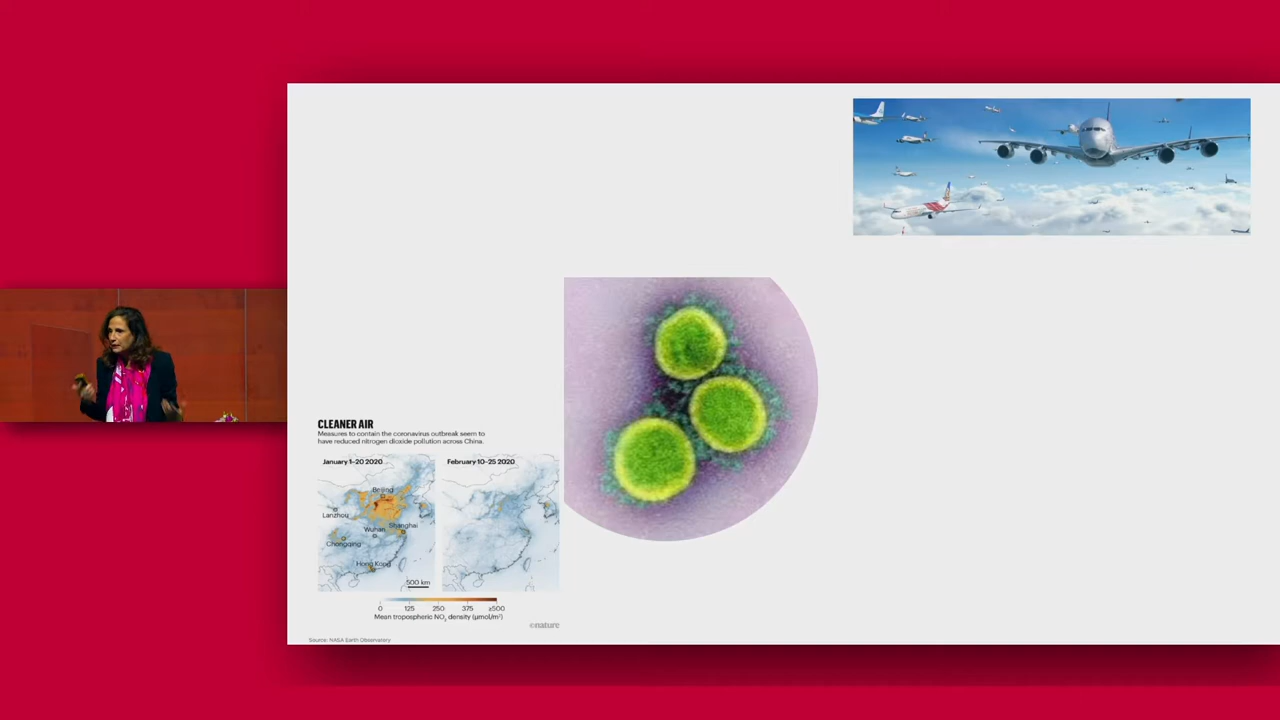 CLEANER AIR
Measures to contain the coronavirus outbreak seem to
have reduced nitrogen dioxide pollution across China.
January 1–20 2020
February 10–25 2020
Beijing
Lanzhou
Shanghai
Wuhan
Chongqing
Hong Kong
500 km
0 125 250 375 ≥500
Mean tropospheric NO2 density (µmol/m²)
©nature
Source: NASA Earth Observatory